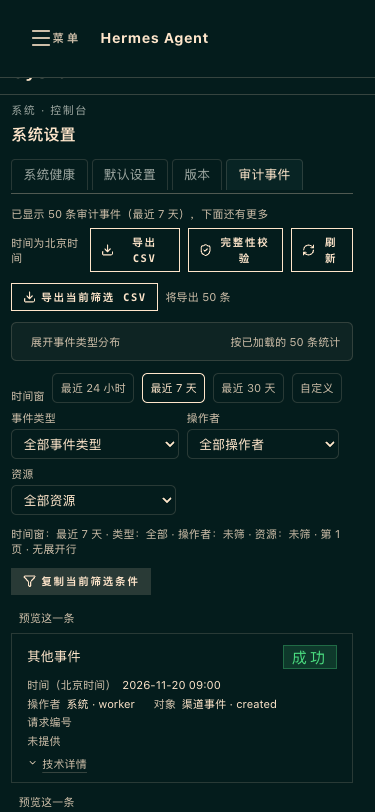 菜单 Hermes Agent
系统 · 控制台
系统设置
系统健康 默认设置 版本 审计事件
已显示 50 条审计事件（最近 7 天），下面还有更多
时间为北京时
间
导出
CSV
完整性校
验
刷
新
导出当前筛选 CSV 将导出 50 条
展开事件类型分布 按已加载的 50 条统计
时间窗 最近 24 小时 最近 7 天 最近 30 天 自定义
事件类型 操作者
全部事件类型 全部操作者
资源
全部资源
时间窗：最近 7 天 · 类型：全部 · 操作者：未筛 · 资源：未筛 · 第 1
页 · 无展开行
复制当前筛选条件
预览这一条
其他事件 成功
时间（北京时间） 2026-11-20 09:00
操作者 系统 · worker 对象 渠道事件 · created
请求编号
未提供
技术详情
预览这一条